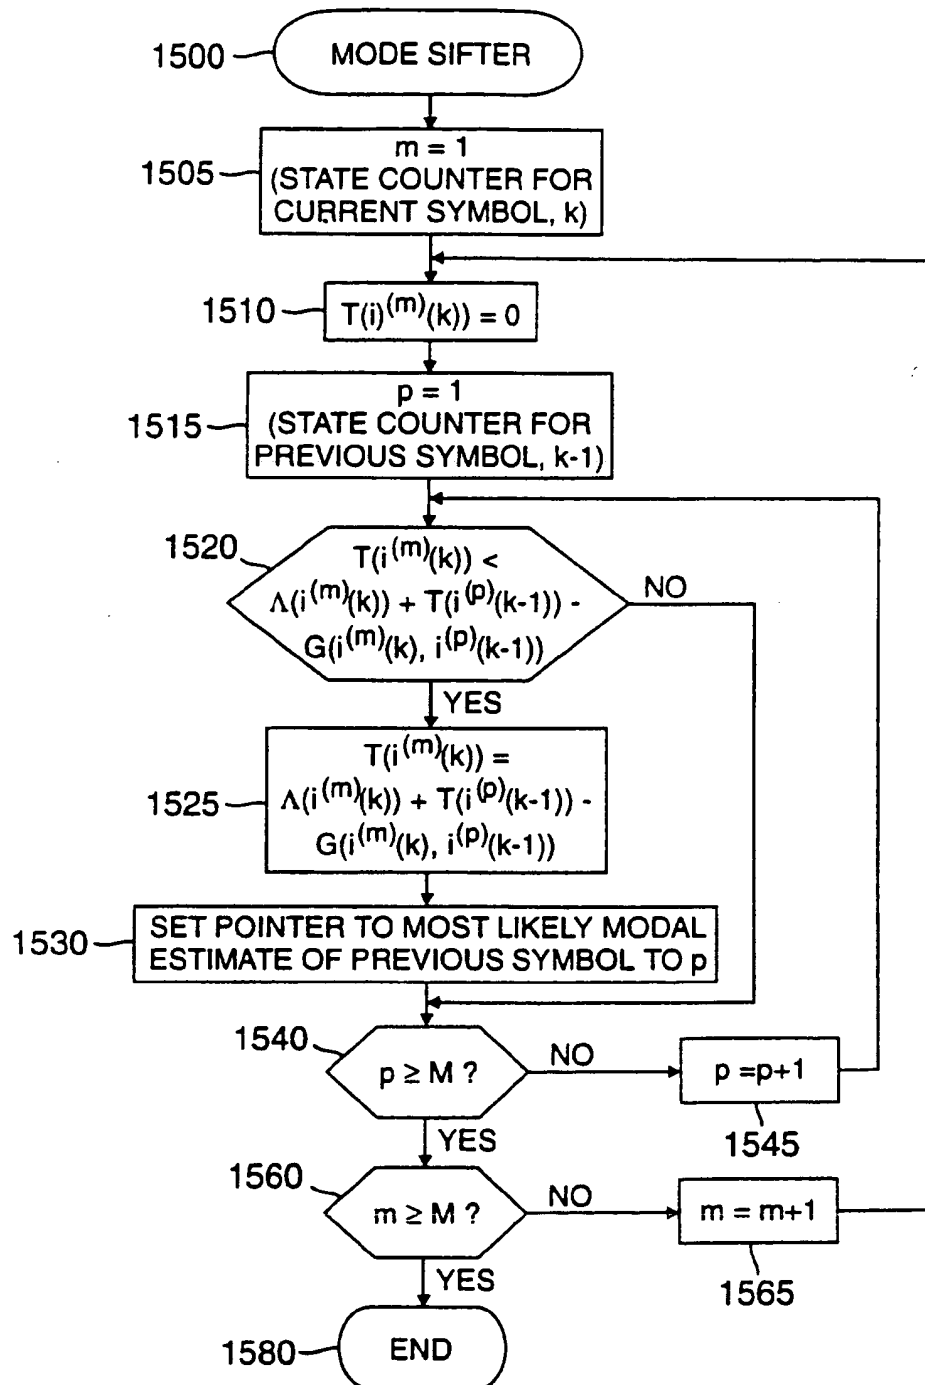 1500
MODE SIFTER
1505
m = 1
(STATE COUNTER FOR
CURRENT SYMBOL, k)
1510
T(i)^(m)(k)) = 0
1515
p = 1
(STATE COUNTER FOR
PREVIOUS SYMBOL, k-1)
1520
T(i^(m)(k)) <
Λ(i^(m)(k)) + T(i^(p)(k-1)) -
G(i^(m)(k), i^(p)(k-1))
NO
YES
1525
T(i^(m)(k)) =
Λ(i^(m)(k)) + T(i^(p)(k-1)) -
G(i^(m)(k), i^(p)(k-1))
1530
SET POINTER TO MOST LIKELY MODAL
ESTIMATE OF PREVIOUS SYMBOL TO p
1540
p ≥ M ?
NO
p =p+1
1545
YES
1560
m ≥ M ?
NO
m = m+1
1565
YES
1580
END